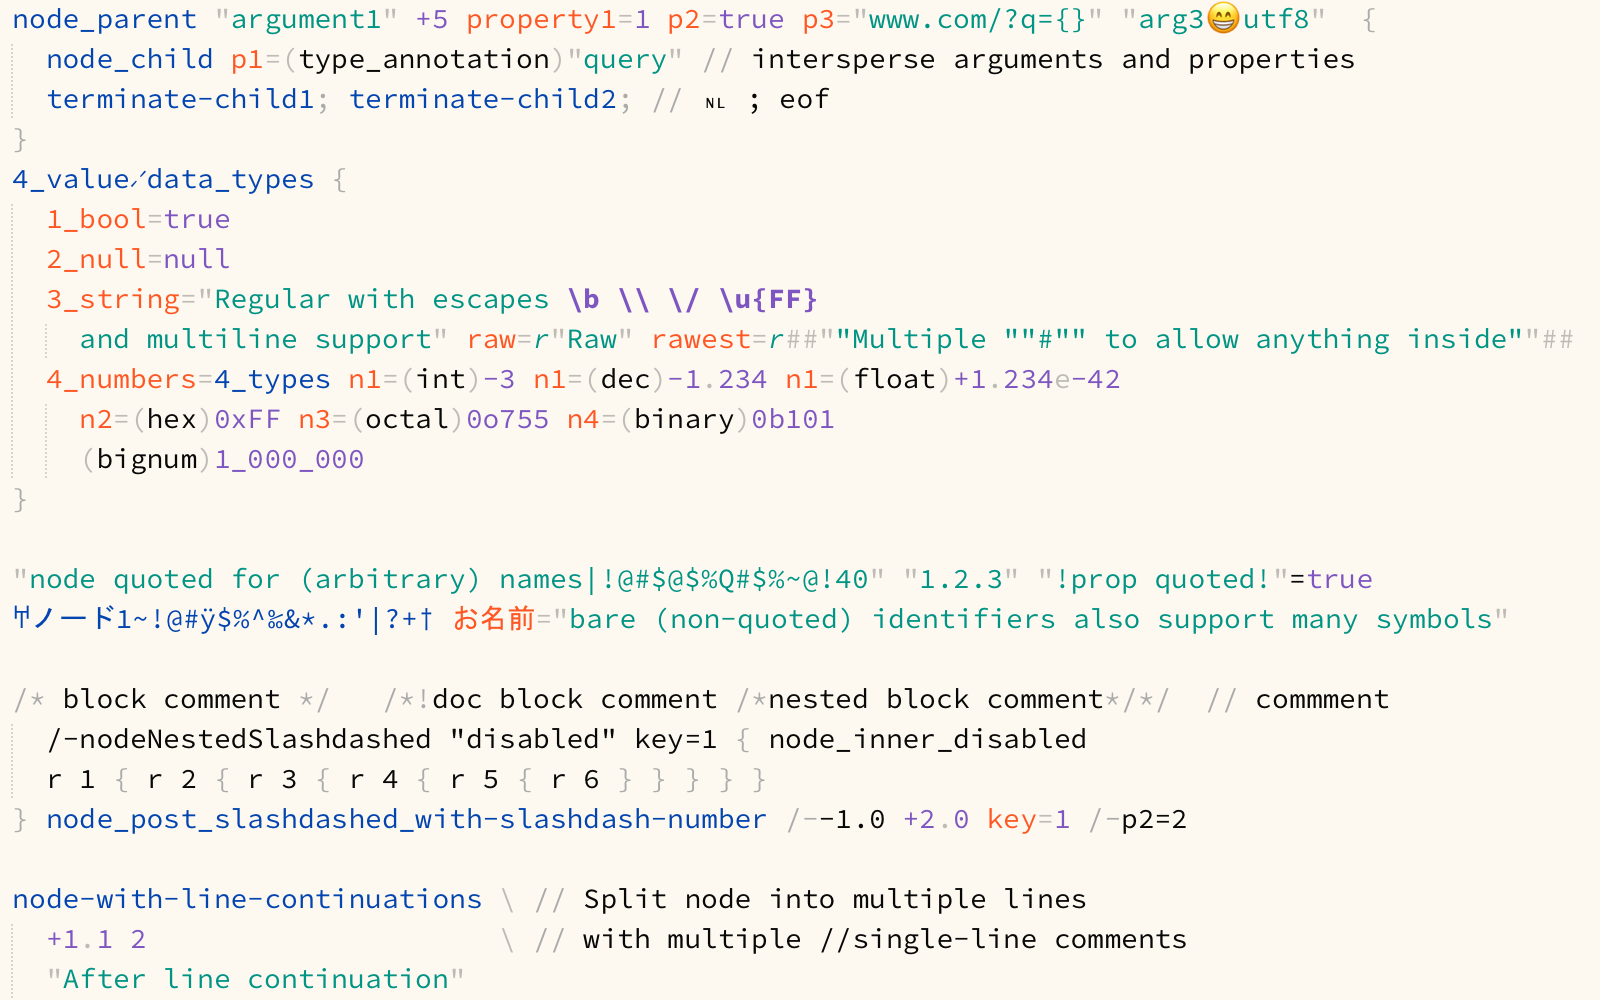 node_parent "argument1" +5 property1=1 p2=true p3="www.com/?q={}" "arg3😁utf8"  {
  node_child p1=(type_annotation)"query" // intersperse arguments and properties
  terminate-child1; terminate-child2; // ␤ ; eof
}
4_value⸓data_types {
  1_bool=true
  2_null=null
  3_string="Regular with escapes \b \\ \/ \u{FF}
    and multiline support" raw=r"Raw" rawest=r##""Multiple ""#"" to allow anything inside""##
  4_numbers=4_types n1=(int)-3 n1=(dec)-1.234 n1=(float)+1.234e-42
    n2=(hex)0xFF n3=(octal)0o755 n4=(binary)0b101
    (bignum)1_000_000
}

"node quoted for (arbitrary) names|!@#$@$%Q#$%~@!40" "1.2.3" "!prop quoted!"=true
ノード1~!@#ÿ$%^‰&*.:'|?+† お名前="bare (non-quoted) identifiers also support many symbols"

/* block comment */   /*!doc block comment /*nested block comment*/*/  // commment
  /-nodeNestedSlashdashed "disabled" key=1 { node_inner_disabled
  r 1 { r 2 { r 3 { r 4 { r 5 { r 6 } } } } }
} node_post_slashdashed_with-slashdash-number /--1.0 +2.0 key=1 /-p2=2

node-with-line-continuations \ // Split node into multiple lines
  +1.1 2                     \ // with multiple //single-line comments
  "After line continuation"